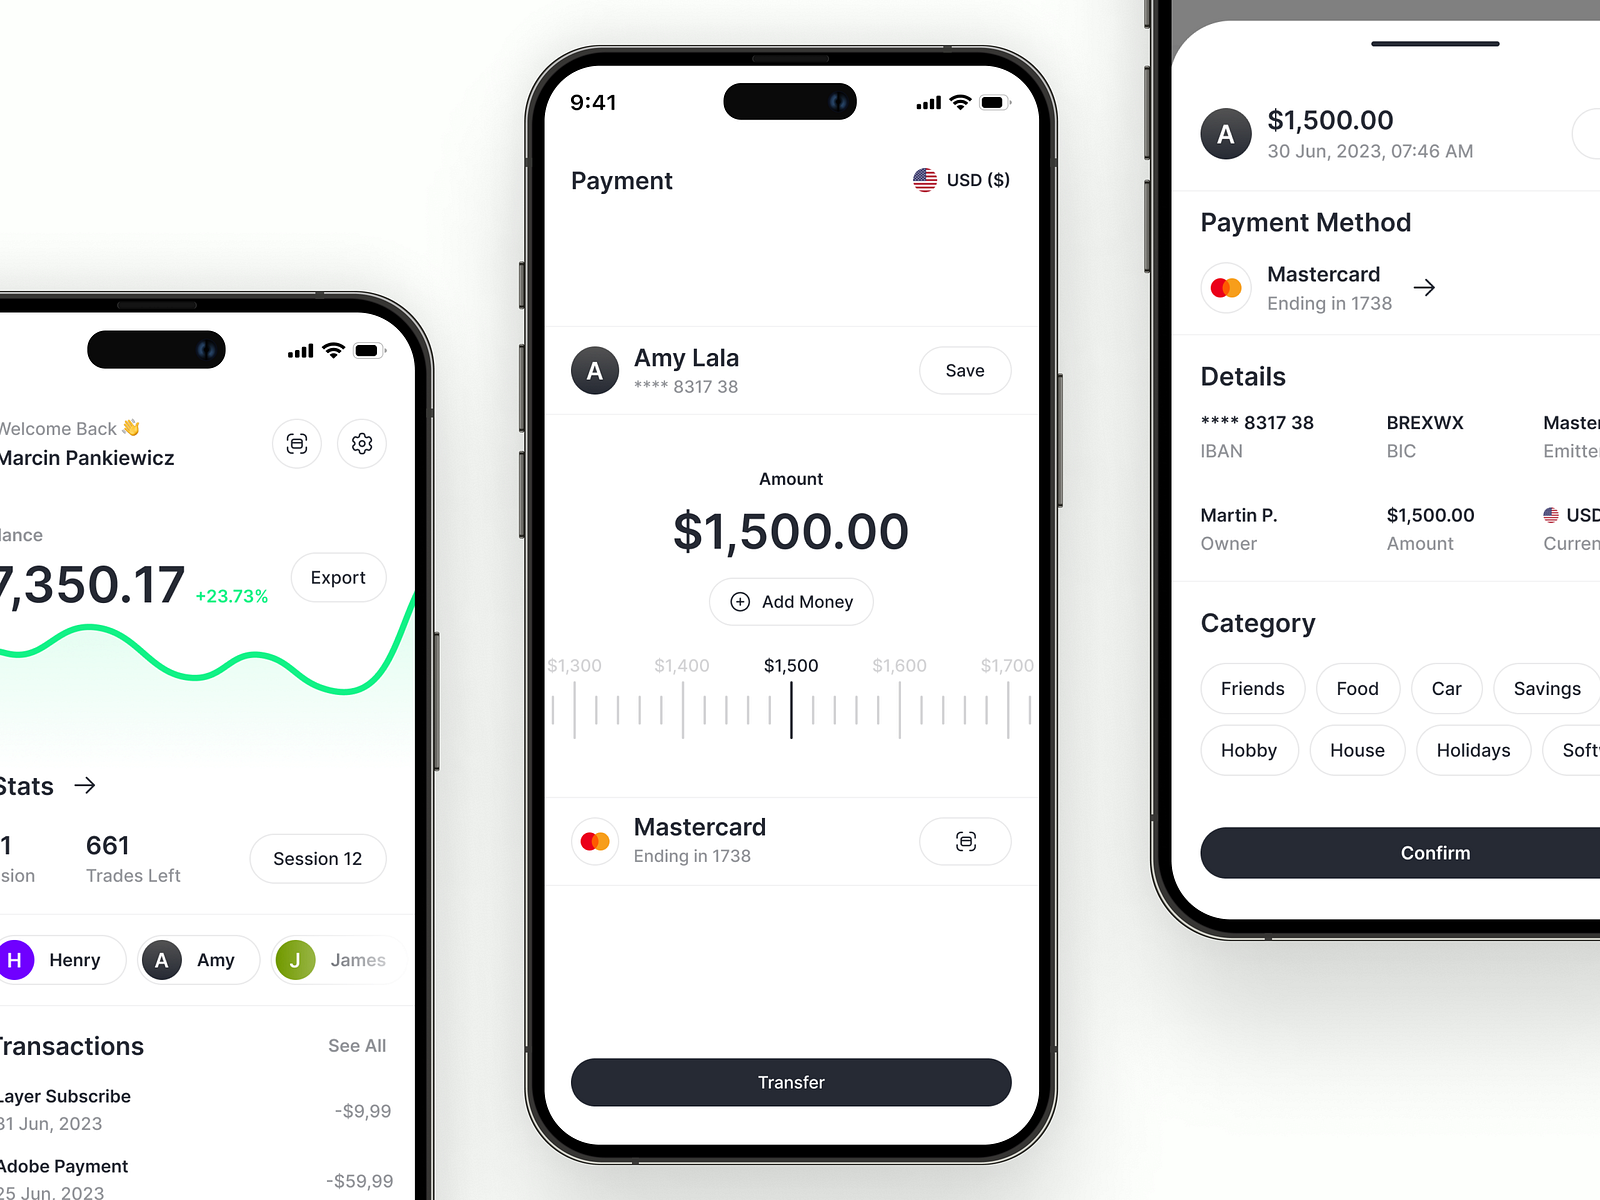 Welcome Back 👋
Marcin Pankiewicz
lance
7,350.17 +23.73%
Export
Stats →
1
661
sion
Trades Left
Session 12
H Henry
A Amy
J James
Transactions
See All
Layer Subscribe
31 Jun, 2023
-$9,99
Adobe Payment
25 Jun, 2023
-$59,99
9:41
Payment
USD ($)
A
Amy Lala
**** 8317 38
Save
Amount
$1,500.00
Add Money
$1,300 $1,400 $1,500 $1,600 $1,700
Mastercard
Ending in 1738
Transfer
A
$1,500.00
30 Jun, 2023, 07:46 AM
Payment Method
Mastercard
Ending in 1738
→
Details
**** 8317 38 BREXWX Master
IBAN BIC Emitte
Martin P. $1,500.00 USD
Owner Amount Curren
Category
Friends Food Car Savings
Hobby House Holidays Soft
Confirm